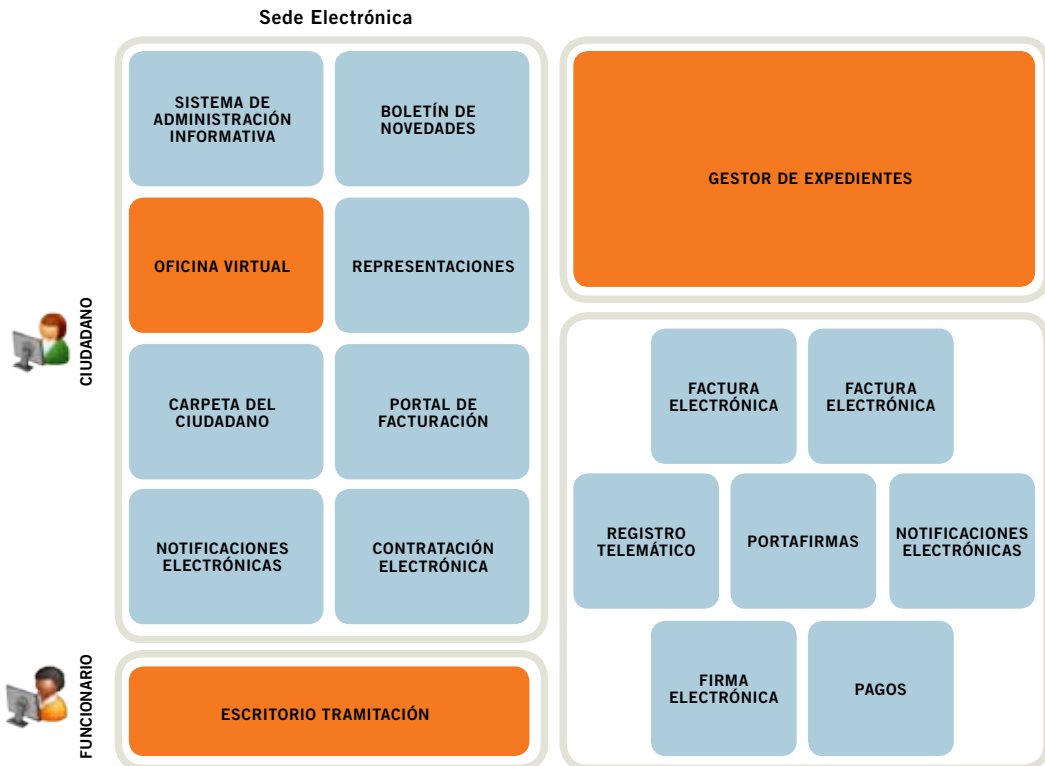 Sede Electrónica
SISTEMA DE
ADMINISTRACIÓN
INFORMATIVA
BOLETÍN DE
NOVEDADES
OFICINA VIRTUAL
REPRESENTACIONES
CARPETA DEL
CIUDADANO
PORTAL DE
FACTURACIÓN
NOTIFICACIONES
ELECTRÓNICAS
CONTRATACIÓN
ELECTRÓNICA
CIUDADANO
FUNCIONARIO
ESCRITORIO TRAMITACIÓN
GESTOR DE EXPEDIENTES
FACTURA
ELECTRÓNICA
FACTURA
ELECTRÓNICA
REGISTRO
TELEMÁTICO
PORTAFIRMAS
NOTIFICACIONES
ELECTRÓNICAS
FIRMA
ELECTRÓNICA
PAGOS